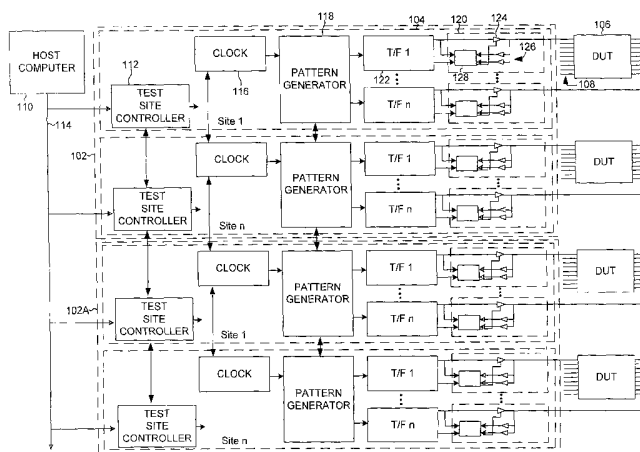 118
104
120
124
106
HOST
COMPUTER
110
112
TEST
SITE
CONTROLLER
114
CLOCK
116
PATTERN
GENERATOR
T/F 1
122
T/F n
128
126
DUT
108
Site 1
102
TEST
SITE
CONTROLLER
CLOCK
PATTERN
GENERATOR
T/F 1
T/F n
DUT
Site n
102A
TEST
SITE
CONTROLLER
CLOCK
PATTERN
GENERATOR
T/F 1
T/F n
DUT
Site 1
TEST
SITE
CONTROLLER
CLOCK
PATTERN
GENERATOR
T/F 1
T/F n
DUT
Site n